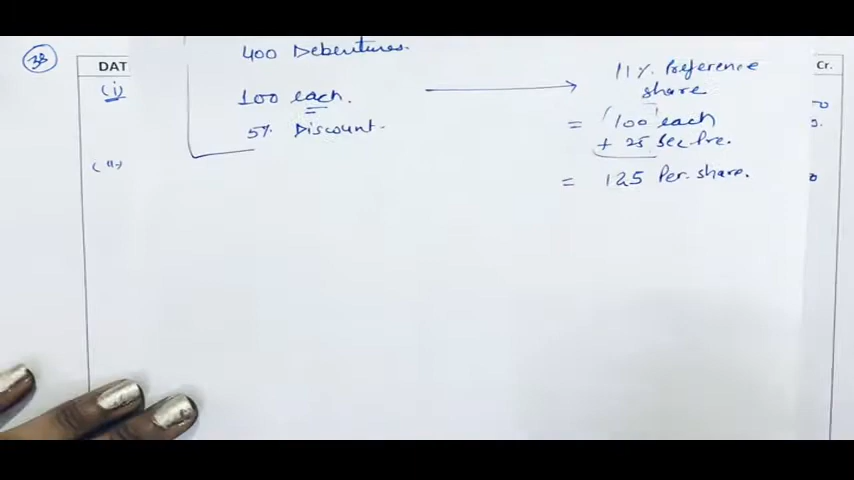 38
DAT
Cr.
(i)
400 Debentures.
100 each.
5% Discount.
11% Preference
share
= 100 each
+ 25 Sec Pre.
= 125 Per share.
(ii)